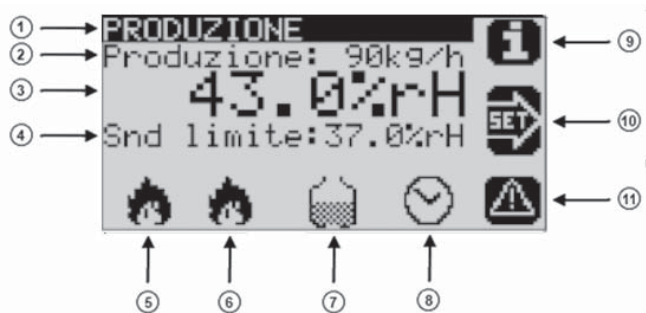 ① PRODUZIONE ⑨
② Produzione: 90kg/h
③ 43.0%rH
④ Snd limite:37.0%rH
SET ⑩
⑪
⑤ ⑥ ⑦ ⑧